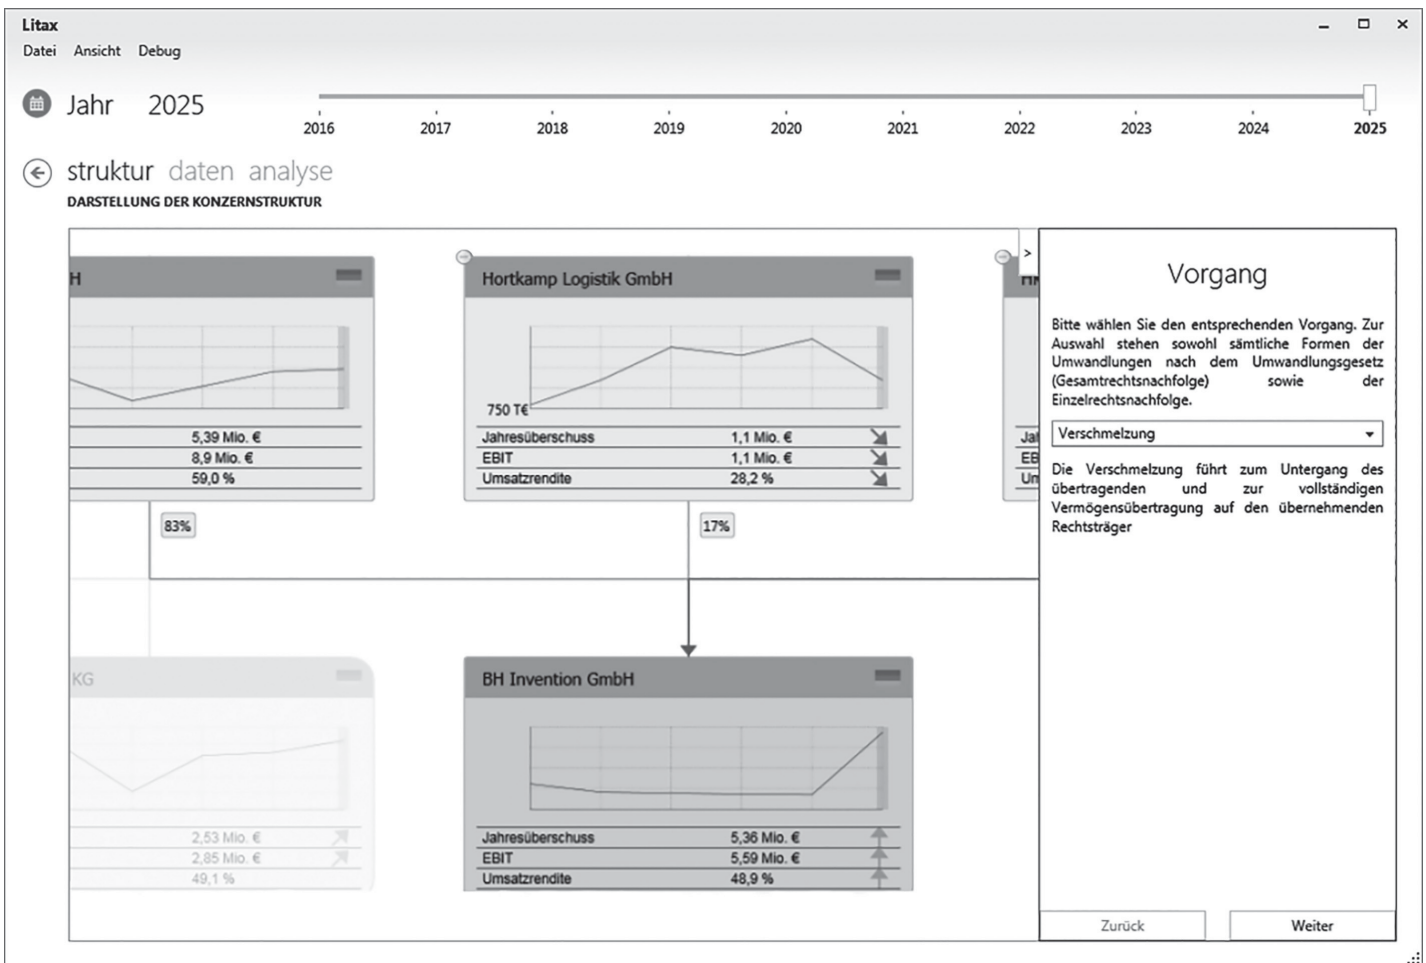 Litax
Datei Ansicht Debug
Jahr 2025
2016 2017 2018 2019 2020 2021 2022 2023 2024 2025
struktur daten analyse
DARSTELLUNG DER KONZERNSTRUKTUR
H
5,39 Mio. €
8,9 Mio. €
59,0 %
83%
Hortkamp Logistik GmbH
750 T€
Jahresüberschuss 1,1 Mio. €
EBIT 1,1 Mio. €
Umsatzrendite 28,2 %
17%
Jal
EB
Um
KG
2,53 Mio. €
2,85 Mio. €
49,1 %
BH Invention GmbH
Jahresüberschuss 5,36 Mio. €
EBIT 5,59 Mio. €
Umsatzrendite 48,9 %
>
Vorgang
Bitte wählen Sie den entsprechenden Vorgang. Zur
Auswahl stehen sowohl sämtliche Formen der
Umwandlungen nach dem Umwandlungsgesetz
(Gesamtrechtsnachfolge) sowie der
Einzelrechtsnachfolge.
Verschmelzung
Die Verschmelzung führt zum Untergang des
übertragenden und zur vollständigen
Vermögensübertragung auf den übernehmenden
Rechtsträger
Zurück Weiter